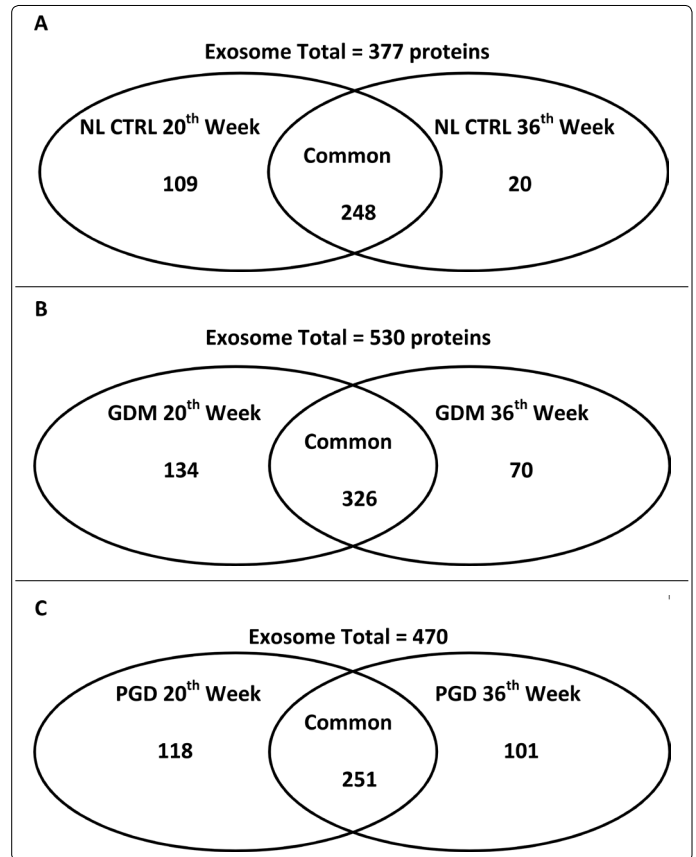 A
Exosome Total = 377 proteins
NL CTRL 20th Week
NL CTRL 36th Week
Common
109
20
248
B
Exosome Total = 530 proteins
GDM 20th Week
GDM 36th Week
Common
134
70
326
C
Exosome Total = 470
PGD 20th Week
PGD 36th Week
Common
118
101
251